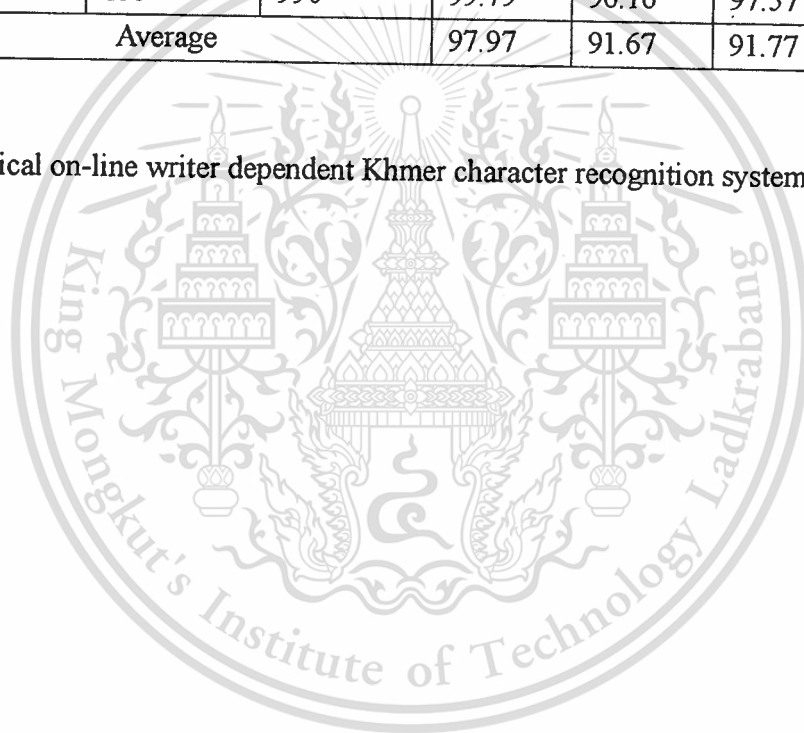 Average 97.97 91.67 91.77
ical on-line writer dependent Khmer character recognition system
King Mongkut's Institute of Technology Ladkrabang